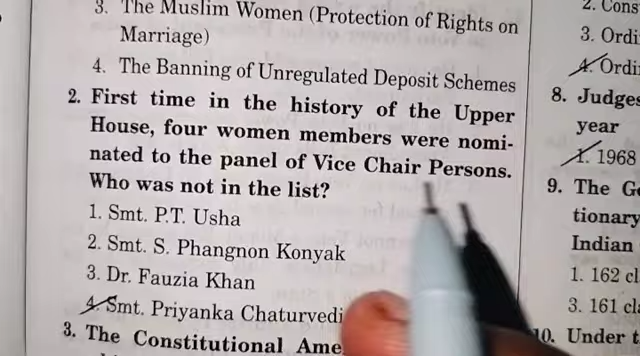 3. The Muslim Women (Protection of Rights on
Marriage)
4. The Banning of Unregulated Deposit Schemes
2. First time in the history of the Upper
House, four women members were nomi-
nated to the panel of Vice Chair Persons.
Who was not in the list?
1. Smt. P.T. Usha
2. Smt. S. Phangnon Konyak
3. Dr. Fauzia Khan
4. Smt. Priyanka Chaturvedi
3. The Constitutional Ame
2. Cons
3. Ordi
4. Ordi
8. Judges
year
1. 1968
9. The G
tionary
Indian
1. 162 cl
3. 161 cl
10. Under t